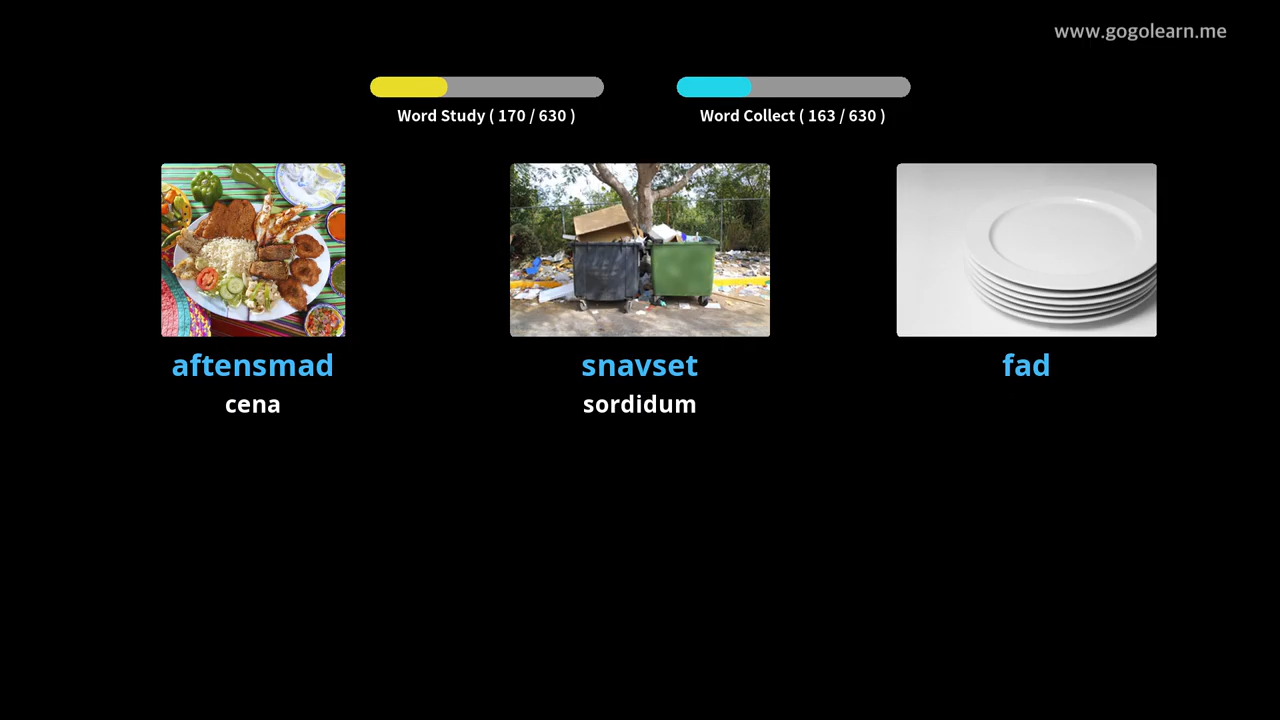 www.gogolearn.me
Word Study ( 170 / 630 )
Word Collect ( 163 / 630 )
aftensmad
cena
snavset
sordidum
fad